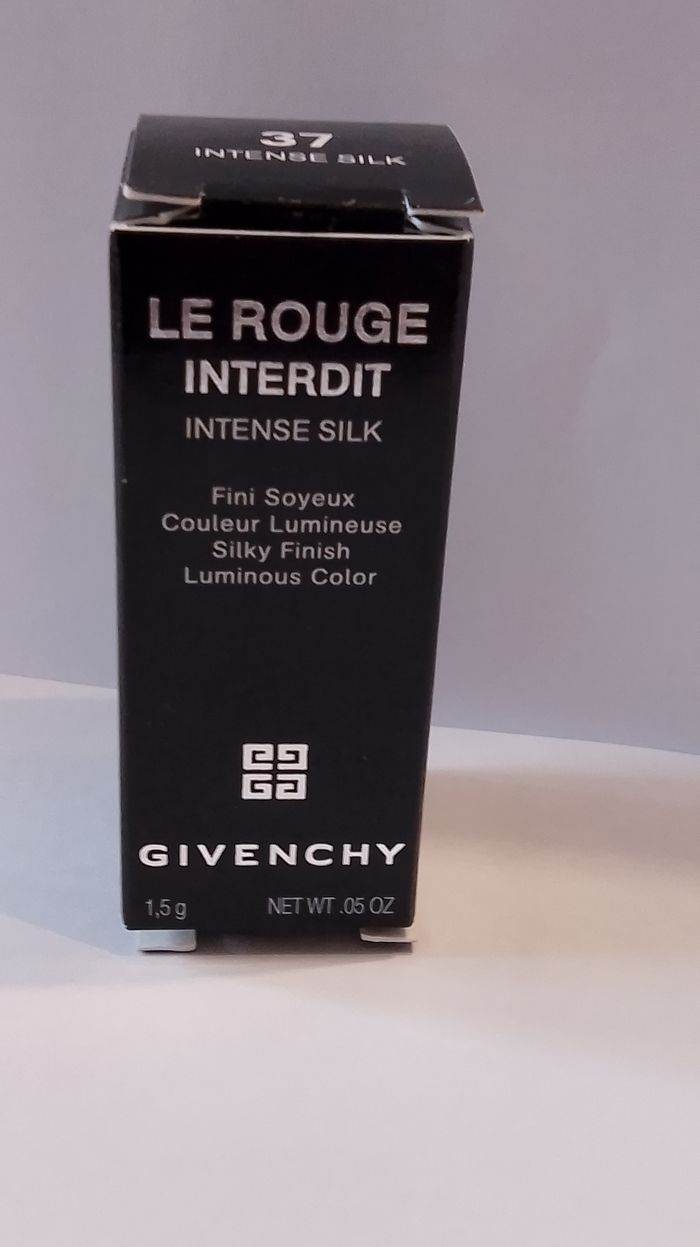 37
INTENSE SILK
LE ROUGE
INTERDIT
INTENSE SILK
Fini Soyeux
Couleur Lumineuse
Silky Finish
Luminous Color
GIVENCHY
1,5 g NET WT .05 OZ